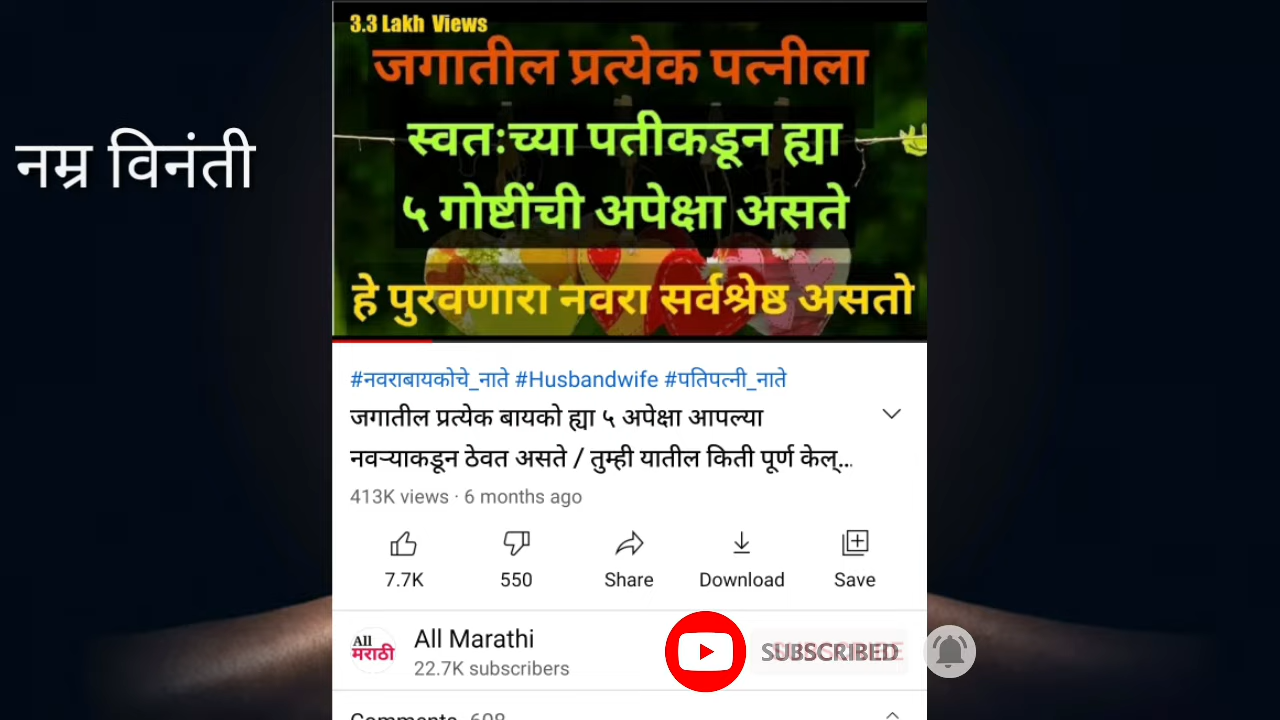 3.3 Lakh Views
जगातील प्रत्येक पत्नीला
स्वतःच्या पतीकडून ह्या
५ गोष्टींची अपेक्षा असते
हे पुरवणारा नवरा सर्वश्रेष्ठ असतो
नम्र विनंती
#नवराबायकोचे_नाते #Husbandwife #पतिपत्नी_नाते
जगातील प्रत्येक बायको ह्या ५ अपेक्षा आपल्या
नवऱ्याकडून ठेवत असते / तुम्ही यातील किती पूर्ण केल्...
413K views · 6 months ago
7.7K 550 Share Download Save
All मराठी
All Marathi
22.7K subscribers
SUBSCRIBED
Comments 608